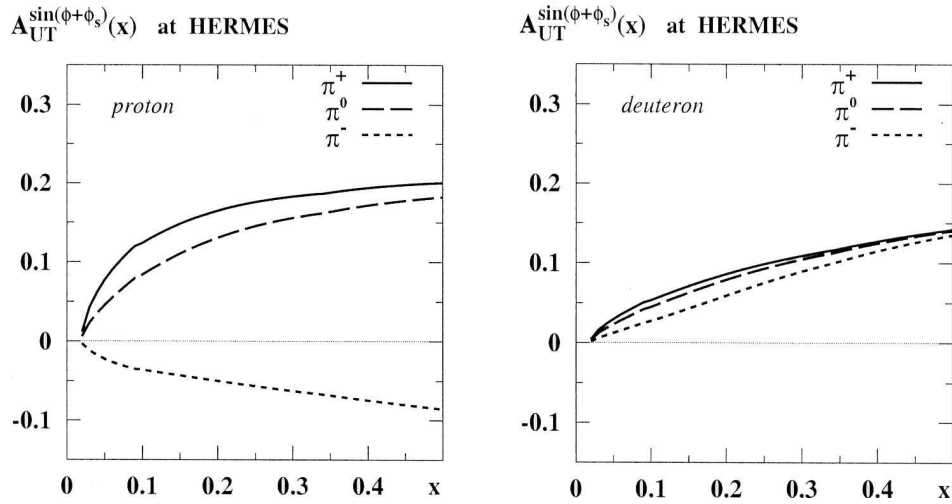 A_UT^sin(ϕ+ϕ_s)(x) at HERMES
π^+
π^0
π^-
proton
0.3
0.2
0.1
0
-0.1
0 0.1 0.2 0.3 0.4 x
A_UT^sin(ϕ+ϕ_s)(x) at HERMES
π^+
π^0
π^-
deuteron
0.3
0.2
0.1
0
-0.1
0 0.1 0.2 0.3 0.4 x